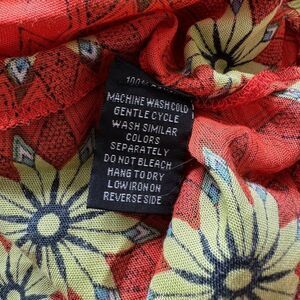 100%
MACHINE WASH COLD
GENTLE CYCLE
WASH SIMILAR
COLORS
SEPARATELY
DO NOT BLEACH
HANG TO DRY
LOW IRON ON
REVERSE SIDE